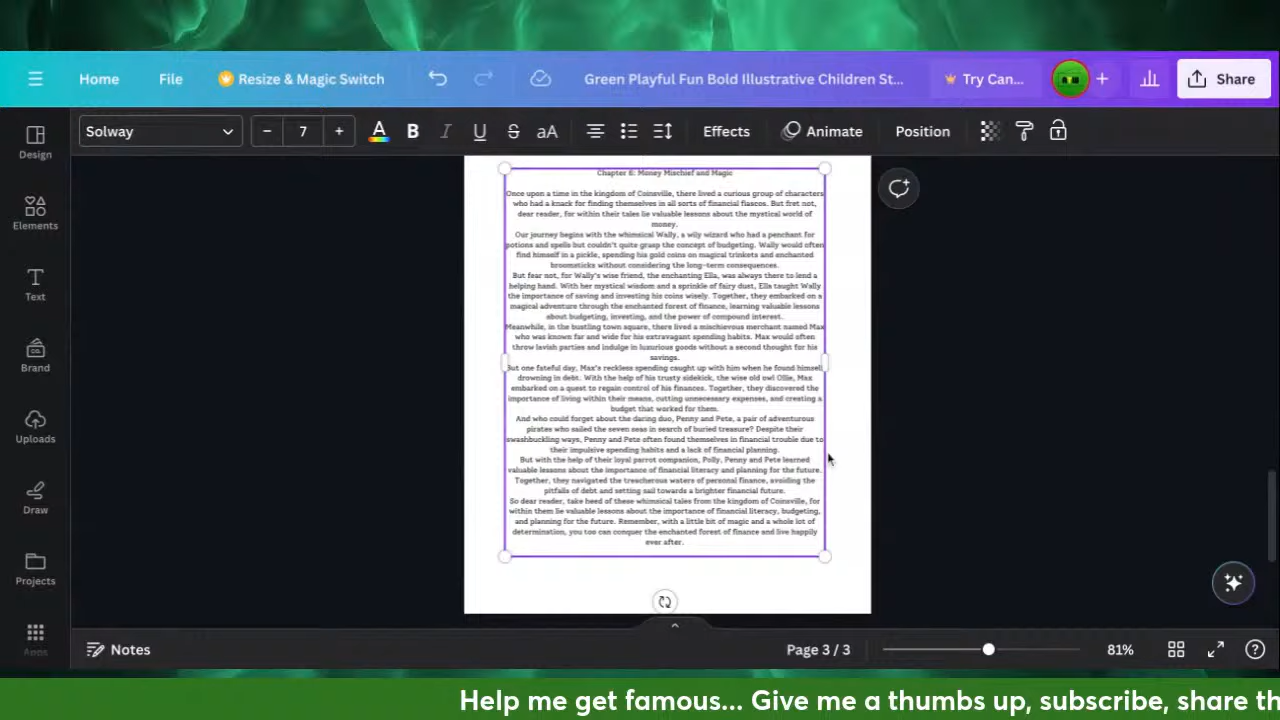 Home File Resize & Magic Switch Green Playful Fun Bold Illustrative Children St... Try Can... Share
Solway 7 A B I U S aA Effects Animate Position
Design
Elements
Text
Brand
Uploads
Draw
Projects
Apps
Chapter 6: Money Mischief and Magic
Once upon a time in the kingdom of Coinsville, there lived a curious group of characters
who had a knack for finding themselves in all sorts of financial fiascos. But fret not,
dear reader, for within their tales lie valuable lessons about the mystical world of
money.
Our journey begins with the whimsical Wally, a wily wizard who had a penchant for
potions and spells but couldn't quite grasp the concept of budgeting. Wally would often
find himself in a pickle, spending his gold coins on magical trinkets and enchanted
broomsticks without considering the long-term consequences.
But fear not, for Wally's wise friend, the enchanting Ella, was always there to lend a
helping hand. With her mystical wisdom and a sprinkle of fairy dust, Ella taught Wally
the importance of saving and investing his coins wisely. Together, they embarked on a
magical adventure through the enchanted forest of finance, learning valuable lessons
about budgeting, investing, and the power of compound interest.
Meanwhile, in the bustling town square, there lived a mischievous merchant named Max
who was known far and wide for his extravagant spending habits. Max would often
throw lavish parties and indulge in luxurious goods without a second thought for his
savings.
But one fateful day, Max's reckless spending caught up with him when he found himself
drowning in debt. With the help of his trusty sidekick, the wise old owl Ollie, Max
embarked on a quest to regain control of his finances. Together, they discovered the
importance of living within their means, cutting unnecessary expenses, and creating a
budget that worked for them.
And who could forget about the daring duo, Penny and Pete, a pair of adventurous
pirates who sailed the seven seas in search of buried treasure? Despite their
swashbuckling ways, Penny and Pete often found themselves in financial trouble due to
their impulsive spending habits and a lack of financial planning.
But with the help of their loyal parrot companion, Polly, Penny and Pete learned
valuable lessons about the importance of financial literacy and planning for the future.
Together, they navigated the treacherous waters of personal finance, avoiding the
pitfalls of debt and setting sail towards a brighter financial future.
So dear reader, take heed of these whimsical tales from the kingdom of Coinsville, for
within them lie valuable lessons about the importance of financial literacy, budgeting,
and planning for the future. Remember, with a little bit of magic and a whole lot of
determination, you too can conquer the enchanted forest of finance and live happily
ever after.
Notes Page 3 / 3 81%
Help me get famous... Give me a thumbs up, subscribe, share th